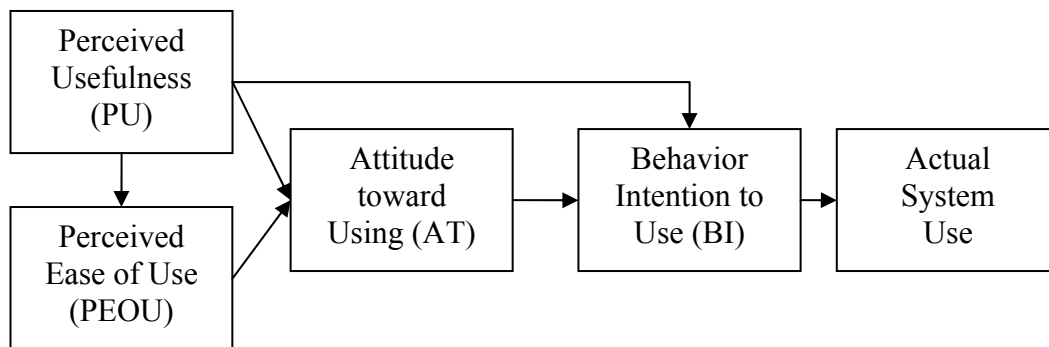 Perceived
Usefulness
(PU)
Perceived
Ease of Use
(PEOU)
Attitude
toward
Using (AT)
Behavior
Intention to
Use (BI)
Actual
System
Use